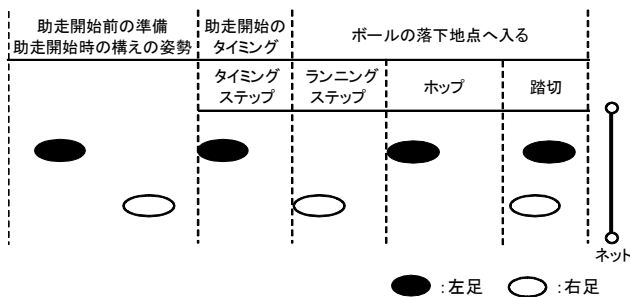 助走開始前の準備
助走開始時の構えの姿勢
助走開始の
タイミング
ボールの落下地点へ入る
タイミング
ステップ
ランニング
ステップ
ホップ
踏切
ネット
:左足
:右足